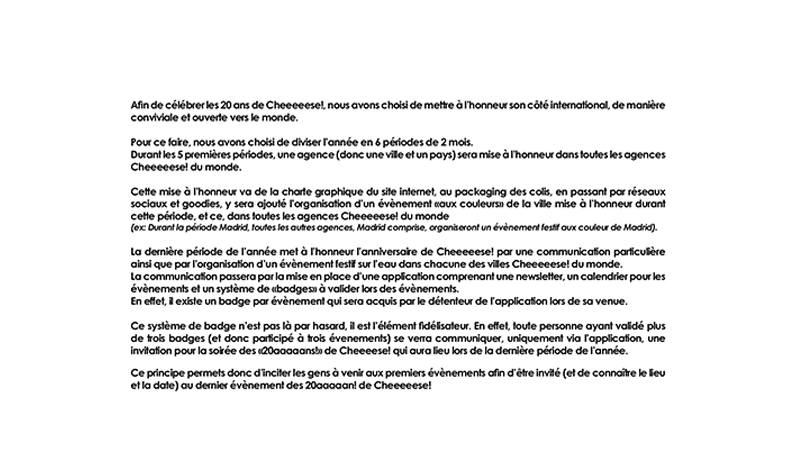 Afin de célébrer les 20 ans de Cheeeeese!, nous avons choisi de mettre à l'honneur son côté international, de manière
conviviale et ouverte vers le monde.
Pour ce faire, nous avons choisi de diviser l'année en 6 périodes de 2 mois.
Durant les 5 premières périodes, une agence (donc une ville et un pays) sera mise à l'honneur dans toutes les agences
Cheeeeese! du monde.
Cette mise à l'honneur va de la charte graphique du site internet, au packaging des colis, en passant par réseaux
sociaux et goodies, y sera ajouté l'organisation d'un évènement «aux couleurs» de la ville mise à l'honneur durant
cette période, et ce, dans toutes les agences Cheeeeese! du monde
(ex: Durant la période Madrid, toutes les autres agences, Madrid comprise, organiseront un évènement festif aux couleur de Madrid).
La dernière période de l'année met à l'honneur l'anniversaire de Cheeeeese! par une communication particulière
ainsi que par l'organisation d'un évènement festif sur l'eau dans chacune des villes Cheeeeese! du monde.
La communication passera par la mise en place d'une application comprenant une newsletter, un calendrier pour les
évènements et un système de «badges» à valider lors des évènements.
En effet, il existe un badge par évènement qui sera acquis par le détenteur de l'application lors de sa venue.
Ce système de badge n'est pas là par hasard, il est l'élément fidélisateur. En effet, toute personne ayant validé plus
de trois badges (et donc participé à trois évenements) se verra communiquer, uniquement via l'application, une
invitation pour la soirée des «20aaaaans!» de Cheeeese! qui aura lieu lors de la dernière période de l'année.
Ce principe permets donc d'inciter les gens à venir aux premiers évènements afin d'être invité (et de connaître le lieu
et la date) au dernier évènement des 20aaaaan! de Cheeeeese!